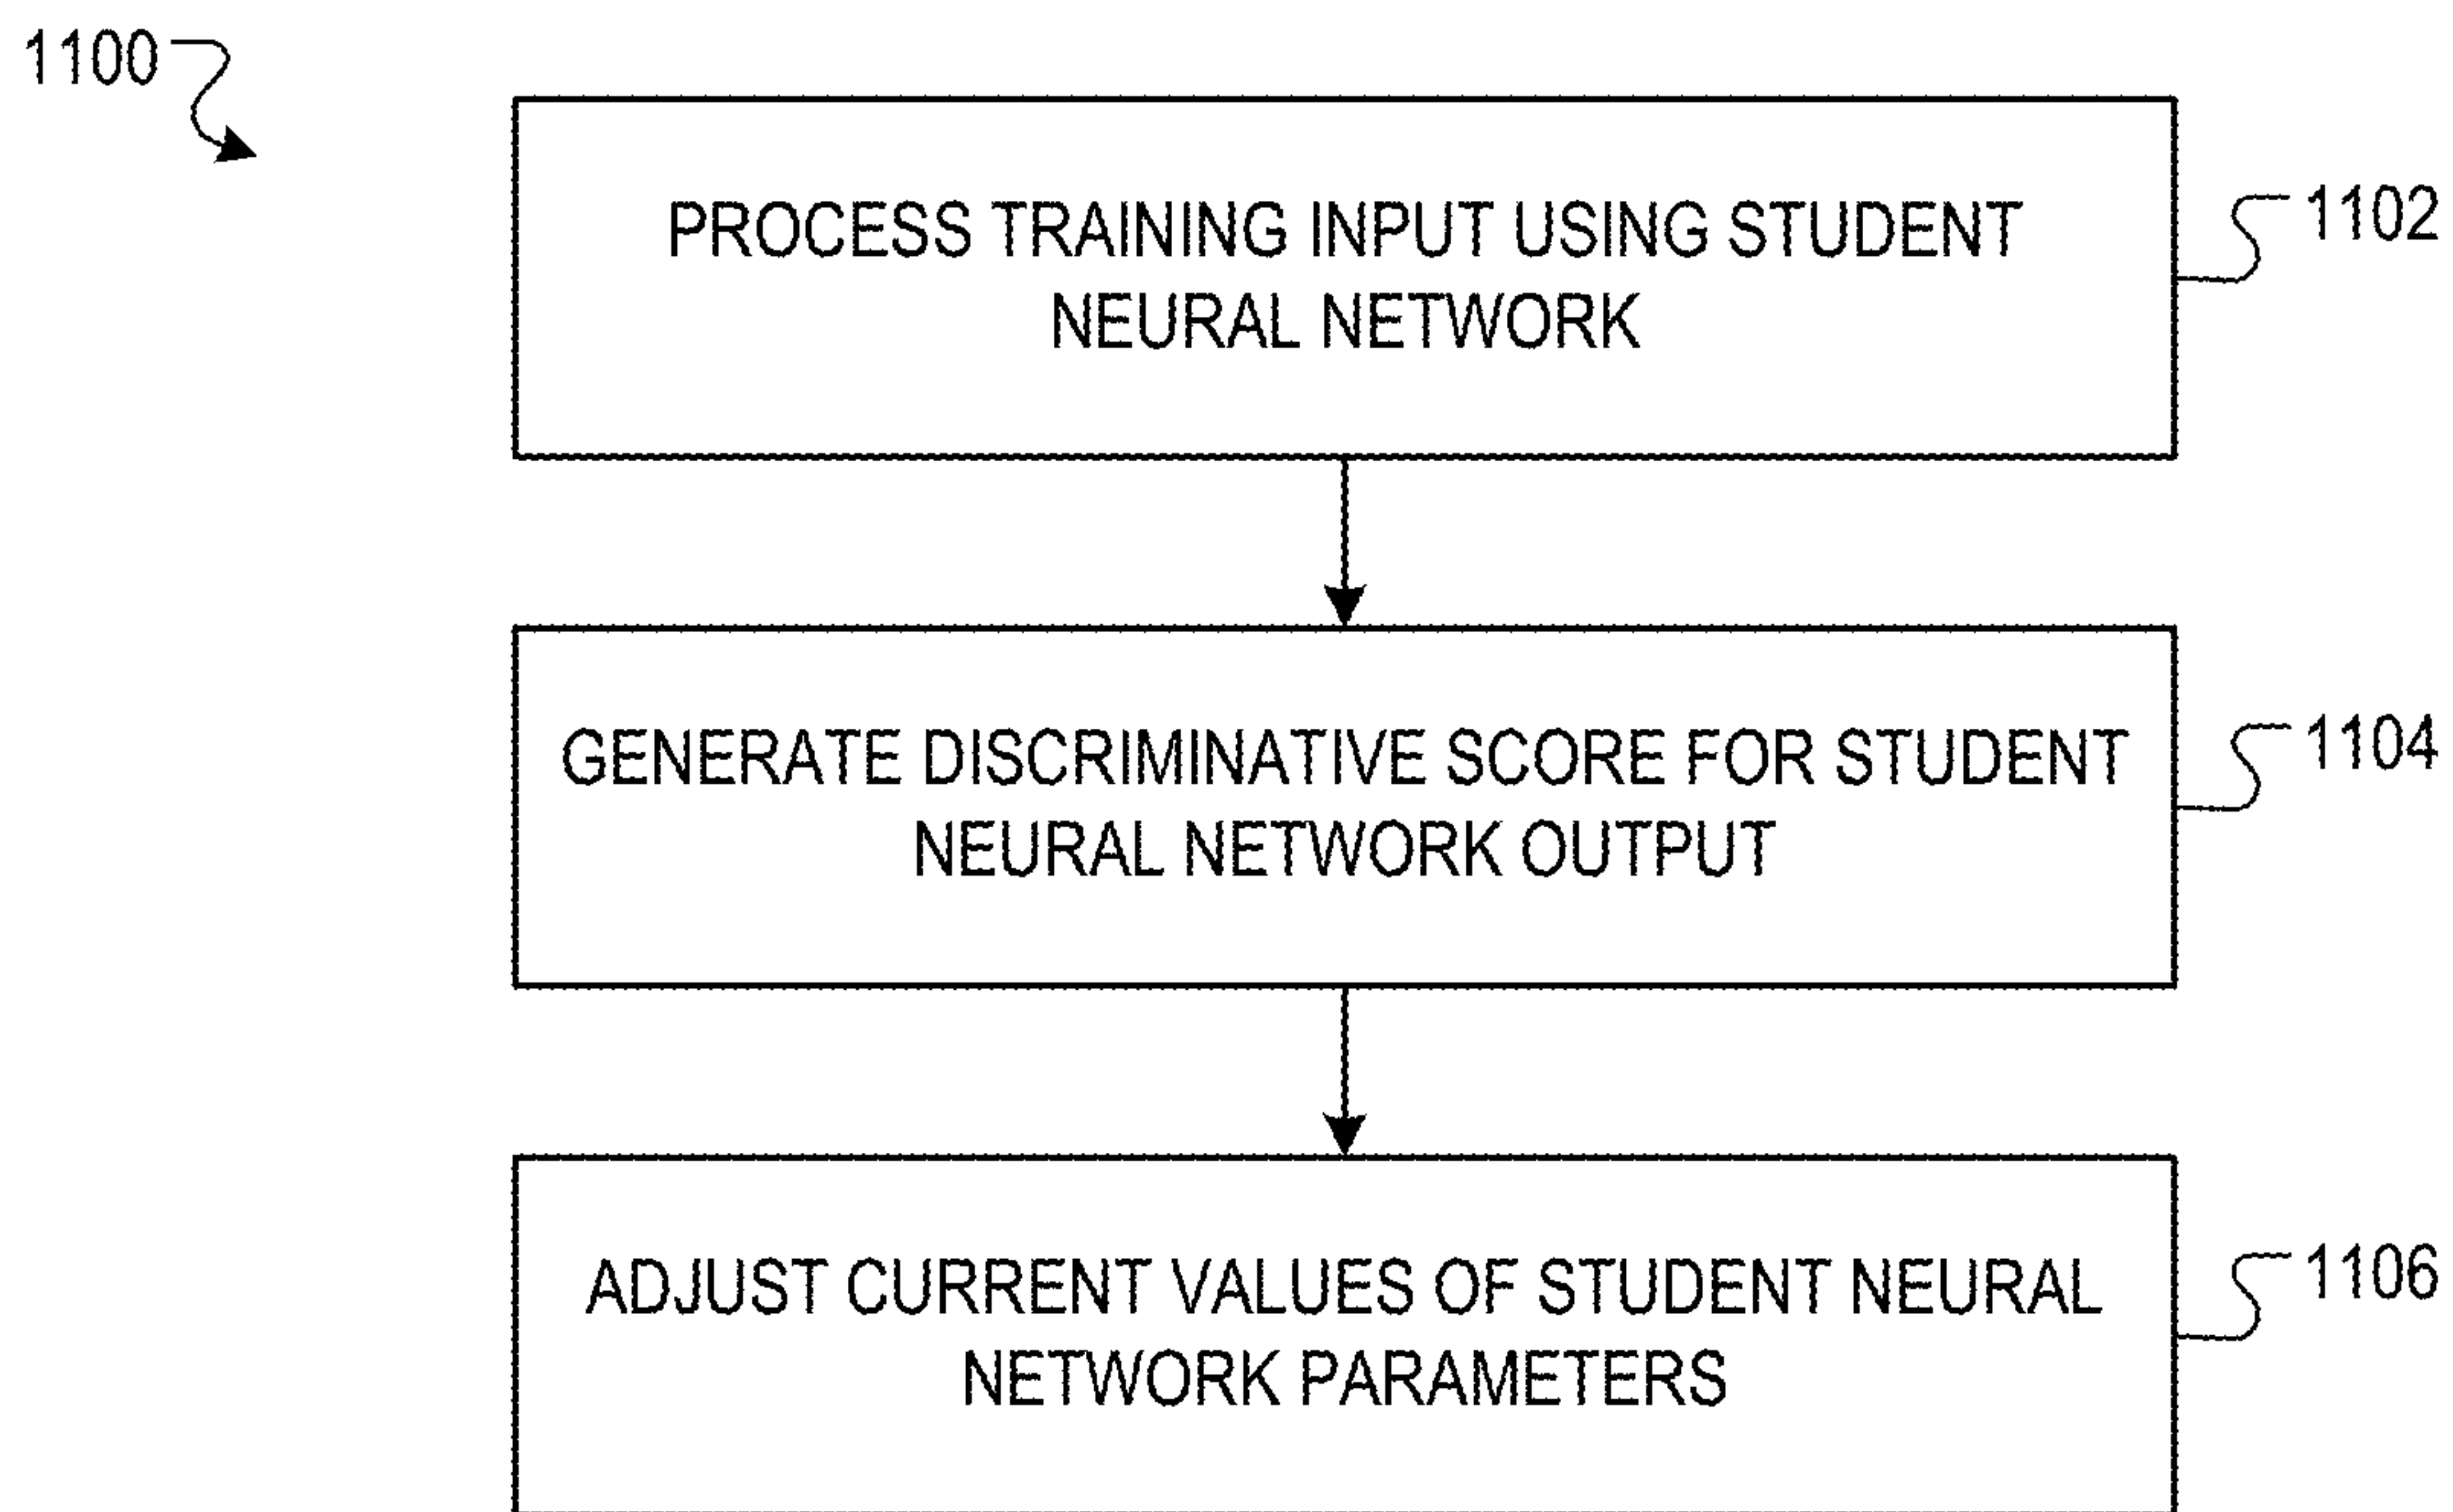 1100
PROCESS TRAINING INPUT USING STUDENT
NEURAL NETWORK
1102
GENERATE DISCRIMINATIVE SCORE FOR STUDENT
NEURAL NETWORK OUTPUT
1104
ADJUST CURRENT VALUES OF STUDENT NEURAL
NETWORK PARAMETERS
1106